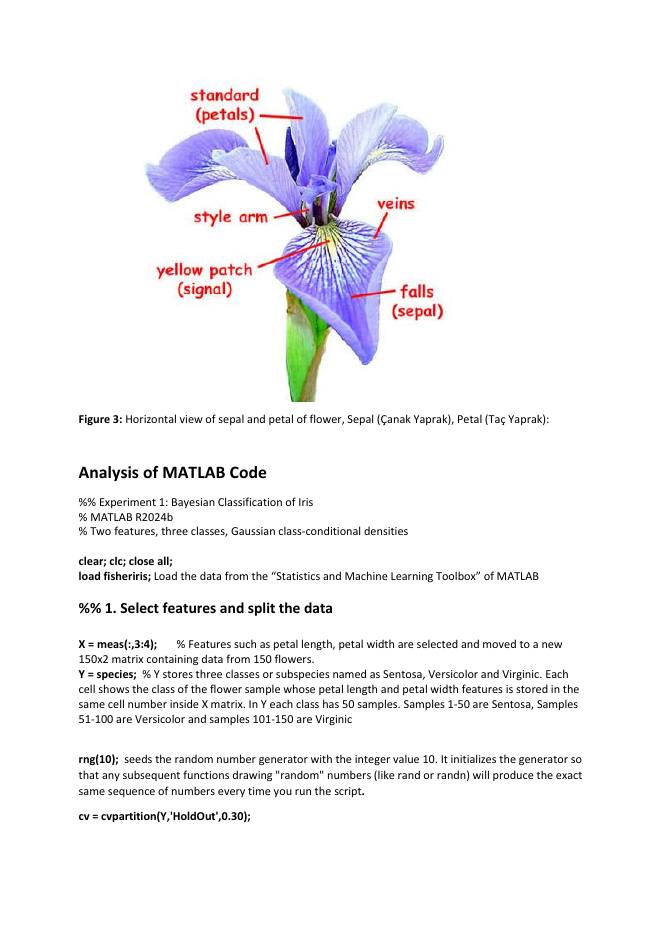 standard
(petals)
style arm
veins
yellow patch
(signal)
falls
(sepal)
Figure 3: Horizontal view of sepal and petal of flower, Sepal (Çanak Yaprak), Petal (Taç Yaprak):
Analysis of MATLAB Code
%% Experiment 1: Bayesian Classification of Iris
% MATLAB R2024b
% Two features, three classes, Gaussian class-conditional densities
clear; clc; close all;
load fisheriris; Load the data from the “Statistics and Machine Learning Toolbox” of MATLAB
%% 1. Select features and split the data
X = meas(:,3:4); % Features such as petal length, petal width are selected and moved to a new
150x2 matrix containing data from 150 flowers.
Y = species; % Y stores three classes or subspecies named as Sentosa, Versicolor and Virginic. Each
cell shows the class of the flower sample whose petal length and petal width features is stored in the
same cell number inside X matrix. In Y each class has 50 samples. Samples 1-50 are Sentosa, Samples
51-100 are Versicolor and samples 101-150 are Virginic
rng(10); seeds the random number generator with the integer value 10. It initializes the generator so
that any subsequent functions drawing "random" numbers (like rand or randn) will produce the exact
same sequence of numbers every time you run the script.
cv = cvpartition(Y,'HoldOut',0.30);